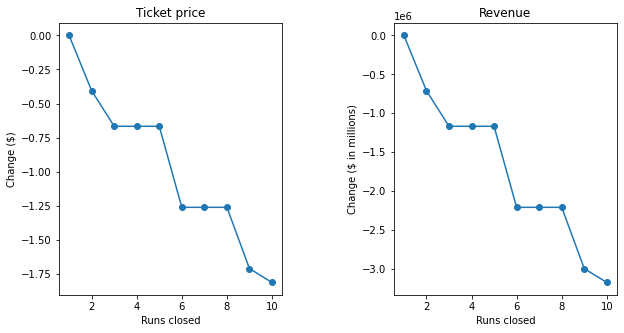 Ticket price
0.00
−0.25
−0.50
−0.75
−1.00
−1.25
−1.50
−1.75
Change ($)
2 4 6 8 10
Runs closed
Revenue
1e6
0.0
−0.5
−1.0
−1.5
−2.0
−2.5
−3.0
Change ($ in millions)
2 4 6 8 10
Runs closed